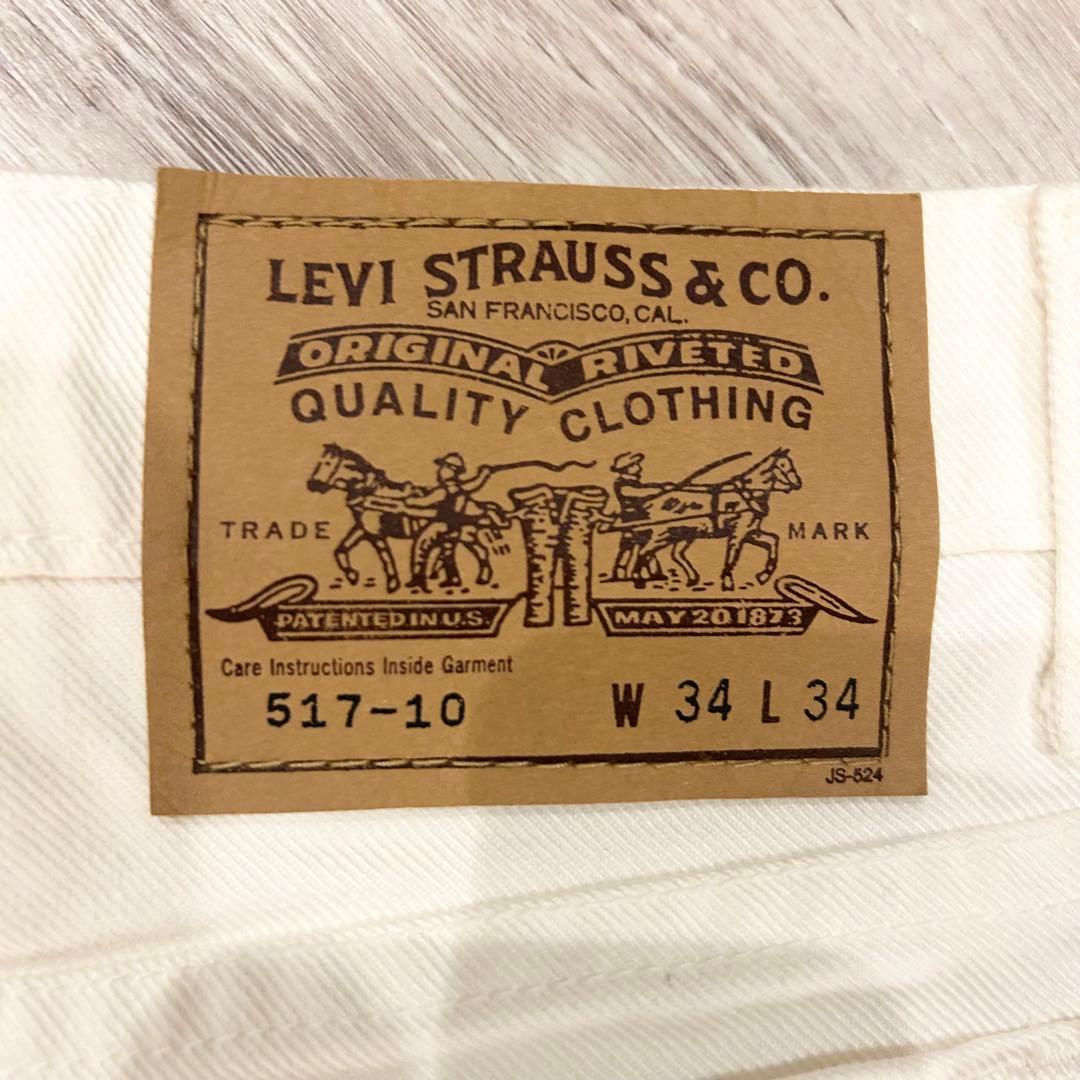 LEVI STRAUSS & CO.
SAN FRANCISCO, CAL.
ORIGINAL RIVETED
QUALITY CLOTHING
TRADE MARK
PATENTED IN U.S. MAY 20 1873
Care Instructions Inside Garment
517-10 W 34 L 34
JS-524